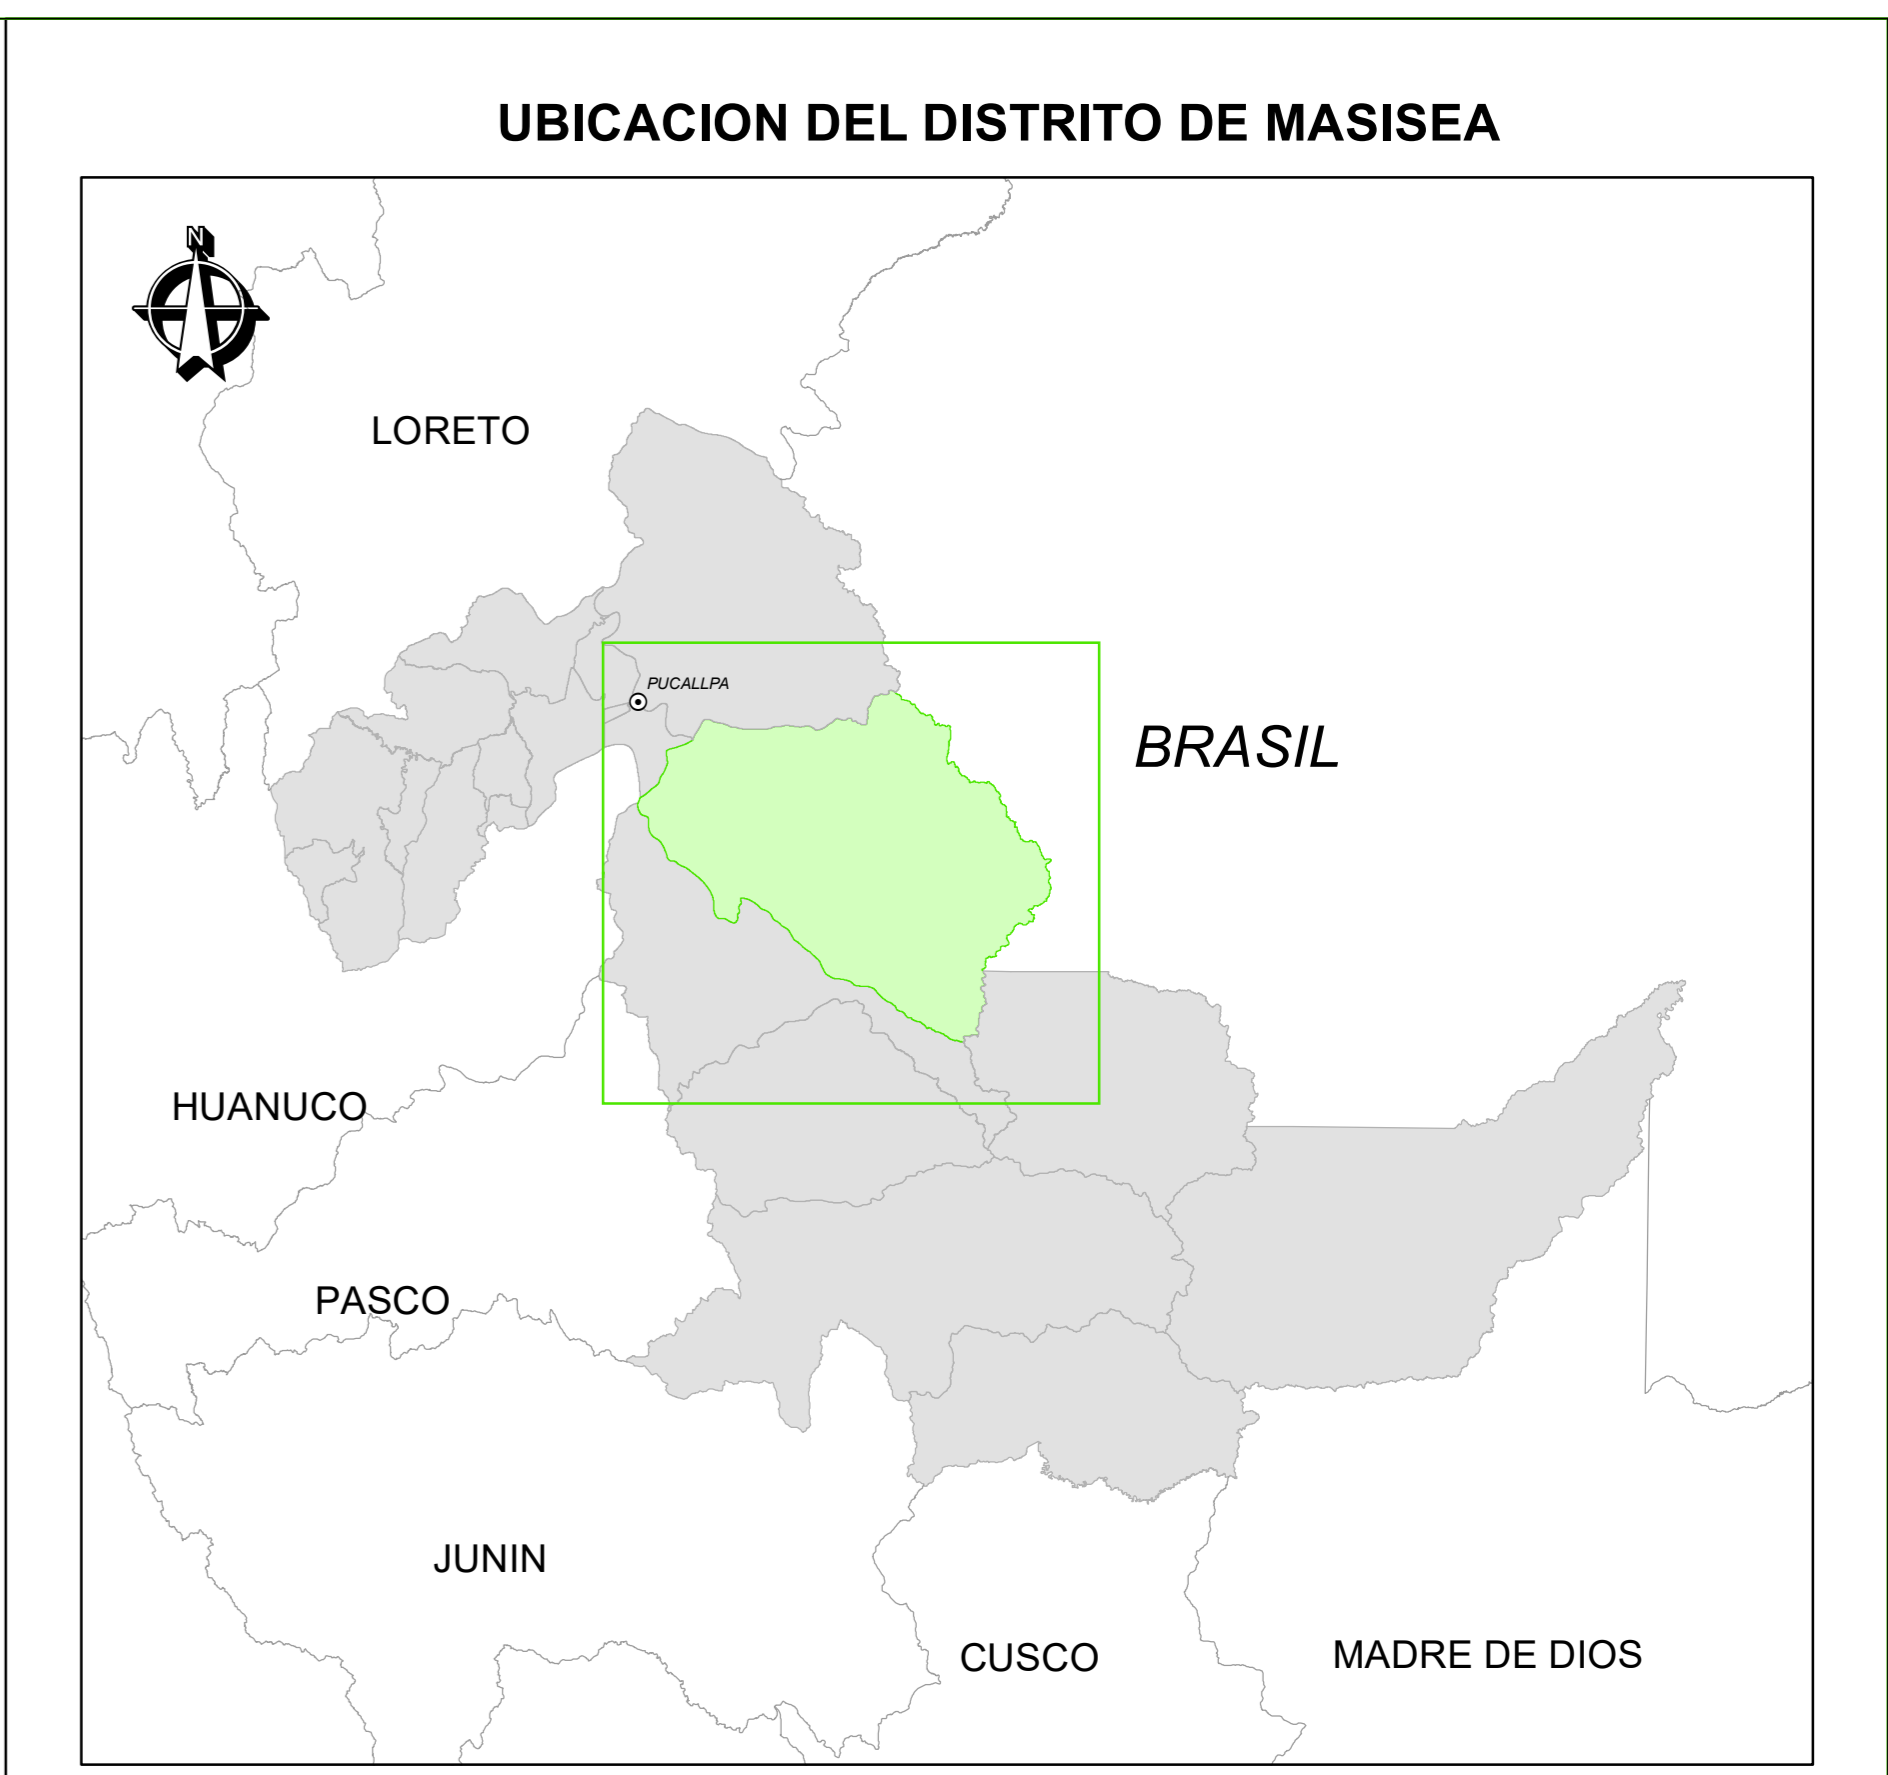 UBICACION DEL DISTRITO DE MASISEA
N
LORETO
PUCALLPA
BRASIL
HUANUCO
PASCO
JUNIN
CUSCO
MADRE DE DIOS